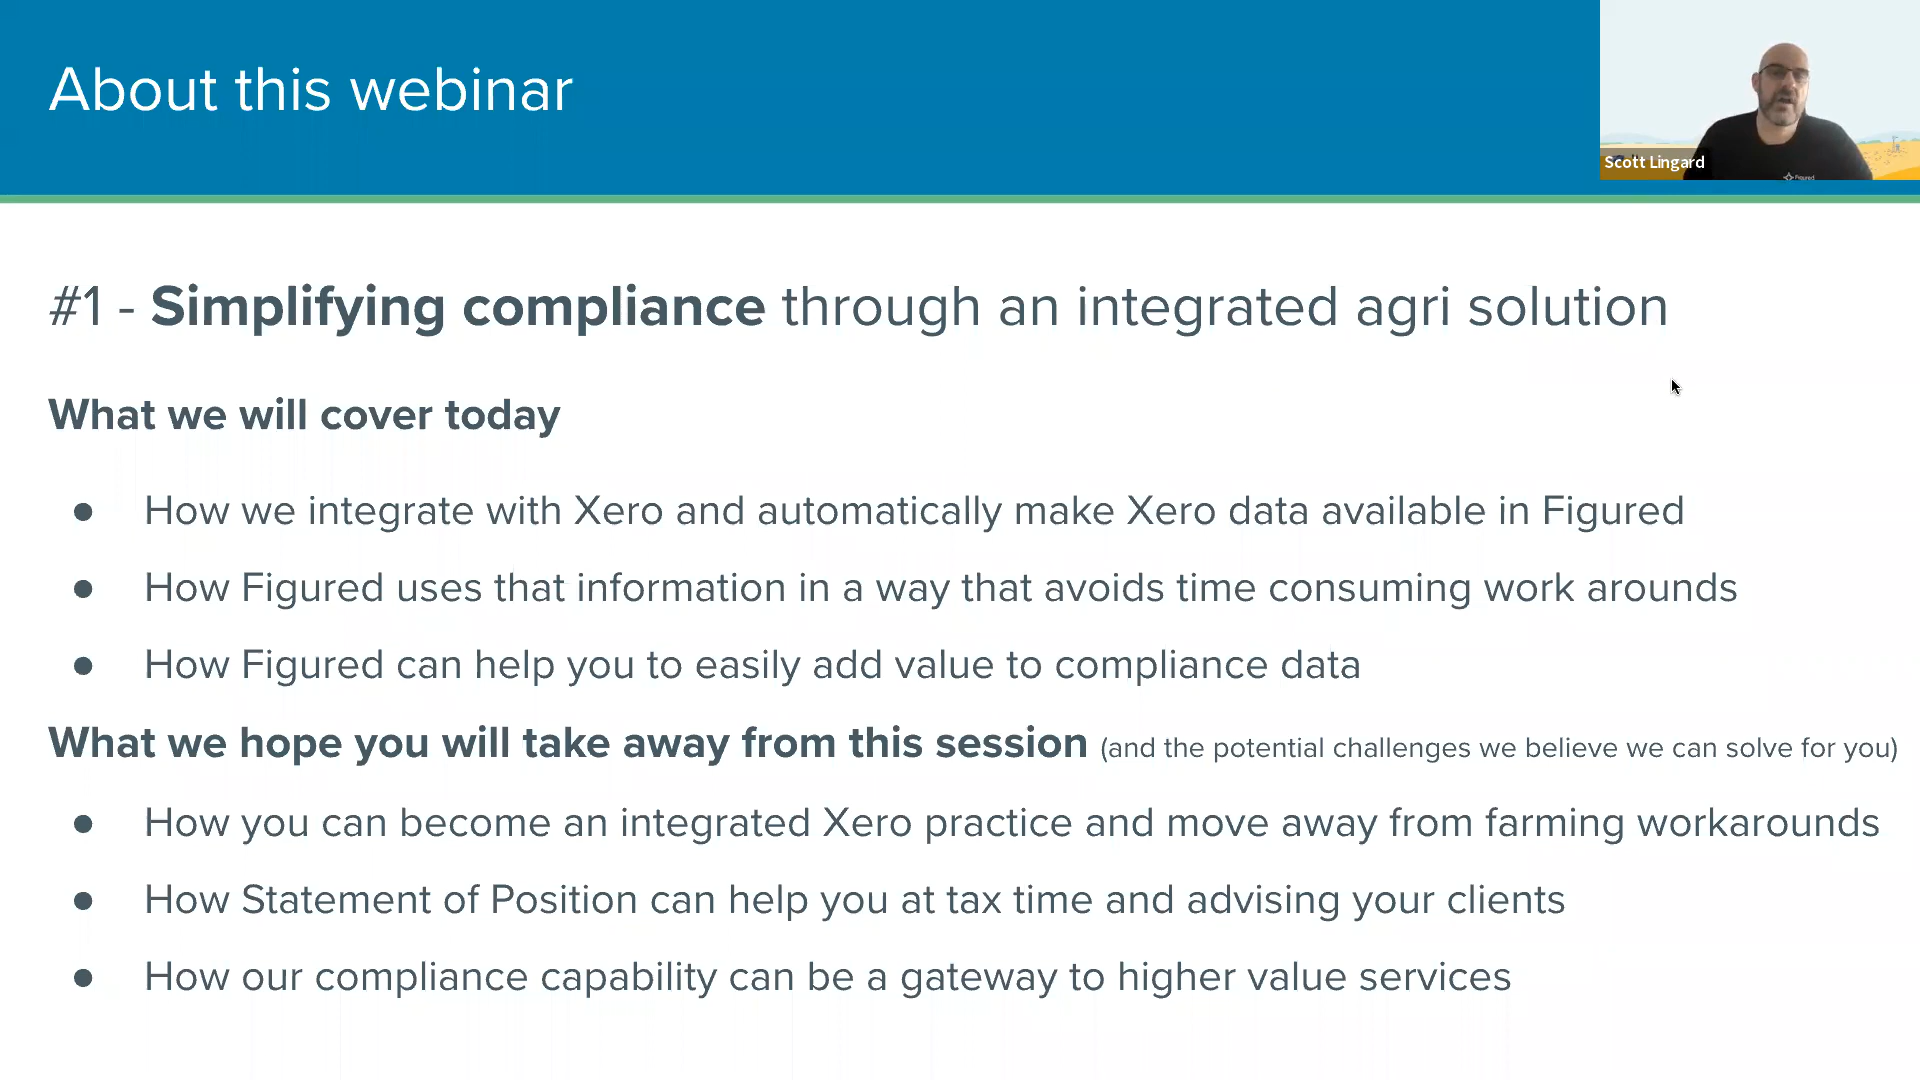 About this webinar
Scott Lingard
Figured
#1 - Simplifying compliance through an integrated agri solution
What we will cover today
● How we integrate with Xero and automatically make Xero data available in Figured
● How Figured uses that information in a way that avoids time consuming work arounds
● How Figured can help you to easily add value to compliance data
What we hope you will take away from this session (and the potential challenges we believe we can solve for you)
● How you can become an integrated Xero practice and move away from farming workarounds
● How Statement of Position can help you at tax time and advising your clients
● How our compliance capability can be a gateway to higher value services